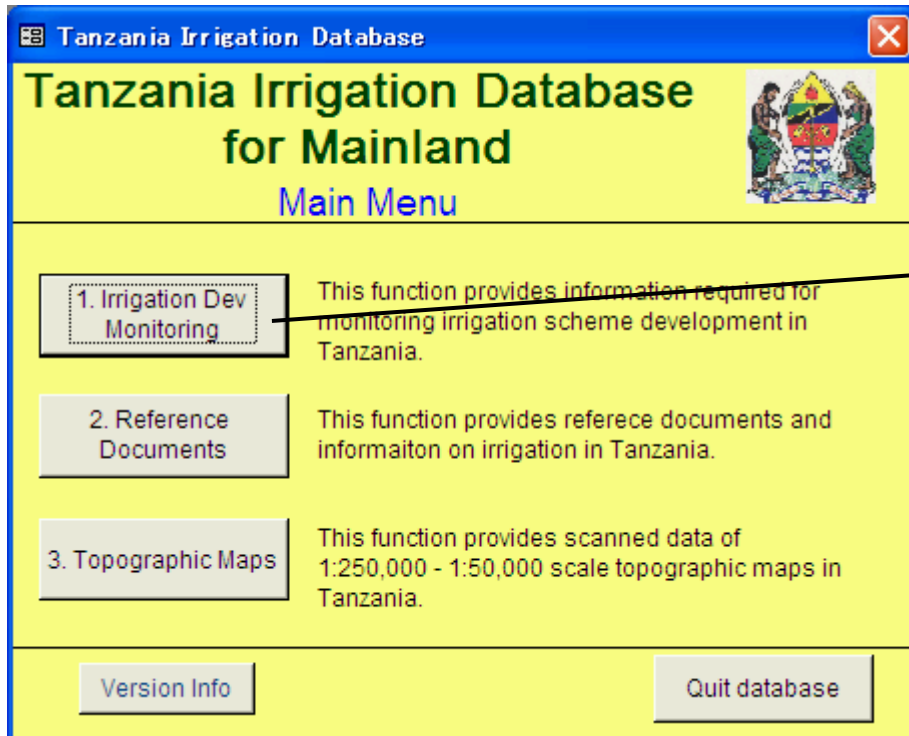 Tanzania Irrigation Database
Tanzania Irrigation Database
for Mainland
Main Menu
1. Irrigation Dev
Monitoring
This function provides information required for
monitoring irrigation scheme development in
Tanzania.
2. Reference
Documents
This function provides referece documents and
informaiton on irrigation in Tanzania.
3. Topographic Maps
This function provides scanned data of
1:250,000 - 1:50,000 scale topographic maps in
Tanzania.
Version Info
Quit database